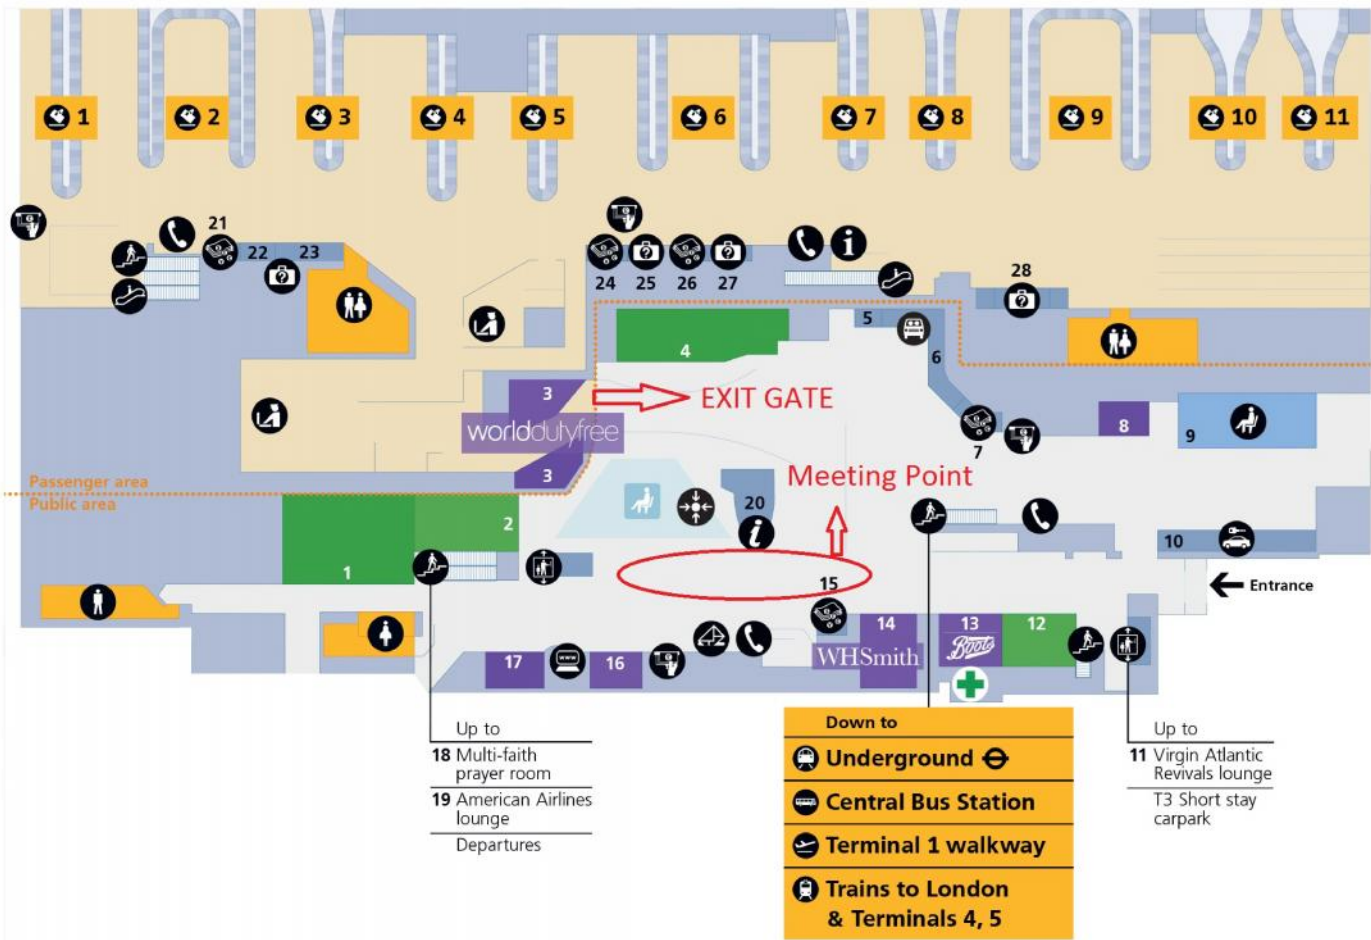 1
2
3
4
5
6
7
8
9
10
11
21
22
23
24
25
26
27
28
5
4
6
3
EXIT GATE
worlddutyfree
3
7
8
9
Passenger area
Public area
Meeting Point
2
20
1
10
Entrance
15
14
13
12
WHSmith
Boots
17
www
16
Up to
18 Multi-faith
prayer room
19 American Airlines
lounge
Departures
Down to
Underground
Central Bus Station
Terminal 1 walkway
Trains to London
& Terminals 4, 5
Up to
11 Virgin Atlantic
Revivals lounge
T3 Short stay
carpark